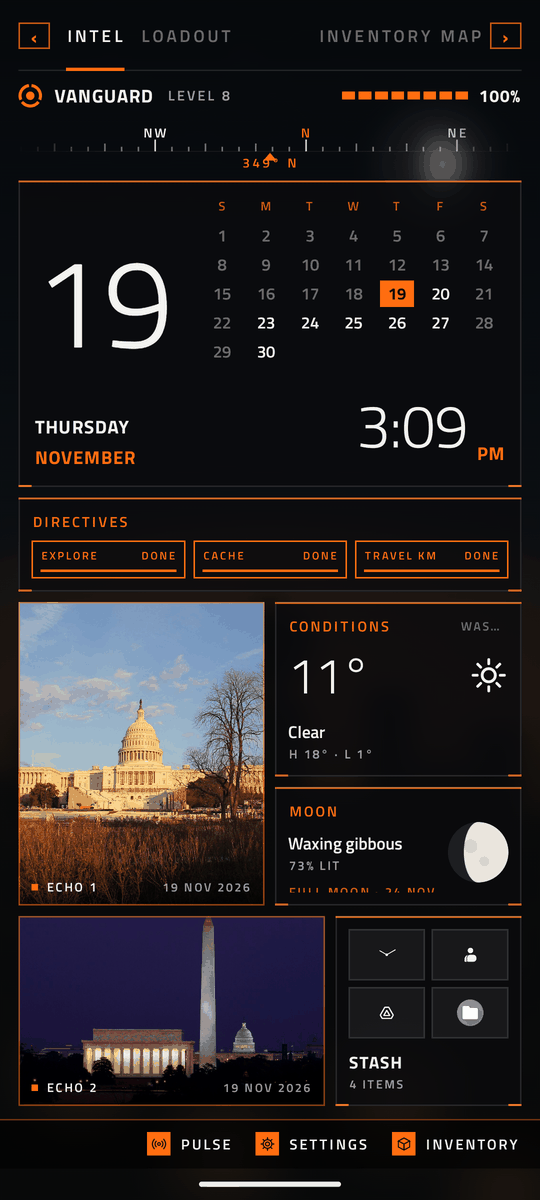 INTEL LOADOUT INVENTORY MAP
VANGUARD LEVEL 8 100%
NW N NE
349° N
S M T W T F S
1 2 3 4 5 6 7
8 9 10 11 12 13 14
15 16 17 18 19 20 21
22 23 24 25 26 27 28
29 30
19
THURSDAY
NOVEMBER
3:09 PM
DIRECTIVES
EXPLORE DONE CACHE DONE TRAVEL KM DONE
ECHO 1 19 NOV 2026
CONDITIONS WAS…
11°
Clear
H 18° · L 1°
MOON
Waxing gibbous
73% LIT
FULL MOON · 24 NOV
ECHO 2 19 NOV 2026
STASH
4 ITEMS
PULSE SETTINGS INVENTORY